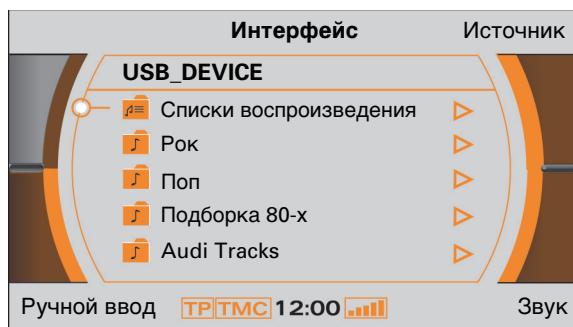 Интерфейс Источник
USB_DEVICE
Списки воспроизведения
Рок
Поп
Подборка 80-х
Audi Tracks
Ручной ввод TP TMC 12:00 Звук